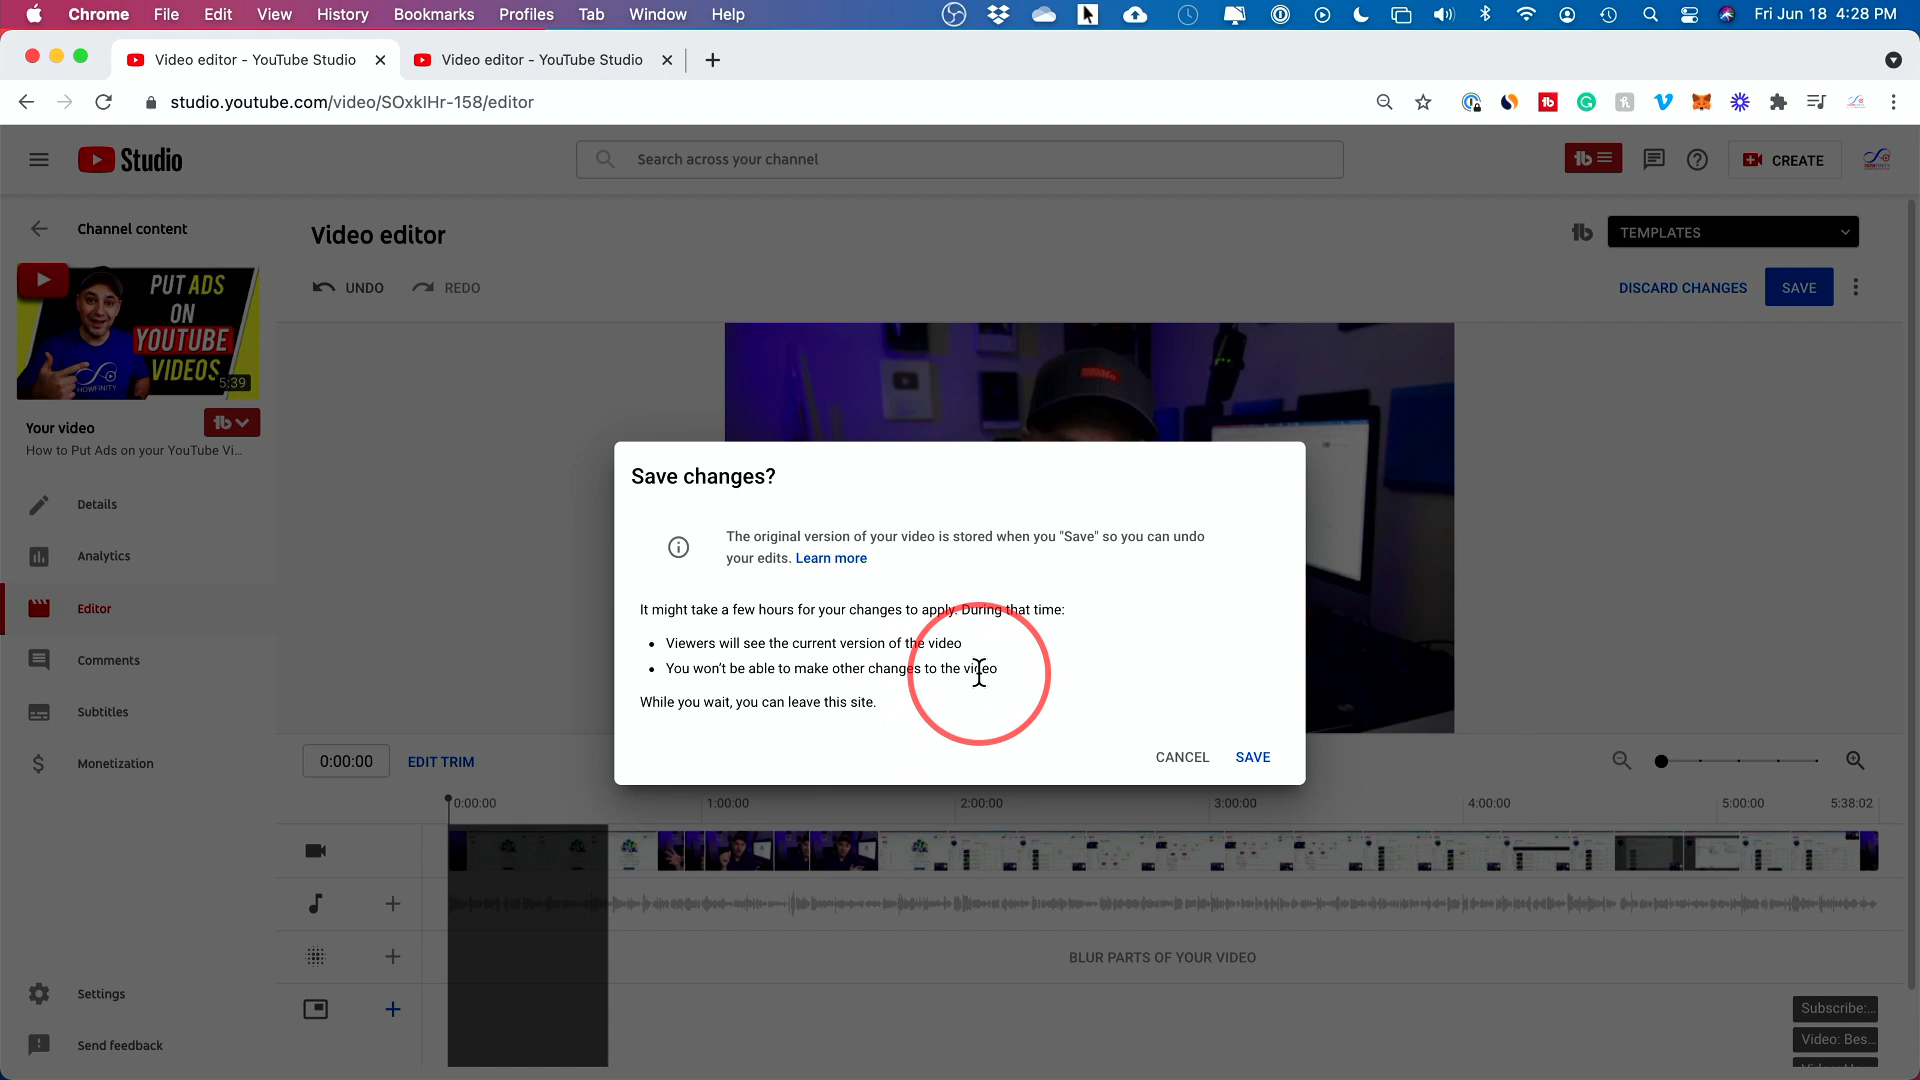 Chrome File Edit View History Bookmarks Profiles Tab Window Help Fri Jun 18 4:28 PM
Video editor - YouTube Studio Video editor - YouTube Studio
studio.youtube.com/video/SOxkIHr-158/editor
Studio Search across your channel CREATE
Channel content
Video editor
TEMPLATES
UNDO REDO DISCARD CHANGES SAVE
PUT ADS
ON
YOUTUBE
VIDEOS
HOWFINITY
5:39
Your video
How to Put Ads on your YouTube Vi...
Details
Analytics
Editor
Comments
Subtitles
Monetization
Settings
Send feedback
Save changes?
The original version of your video is stored when you "Save" so you can undo
your edits. Learn more
It might take a few hours for your changes to apply. During that time:
• Viewers will see the current version of the video
• You won't be able to make other changes to the video
While you wait, you can leave this site.
CANCEL SAVE
0:00:00 EDIT TRIM
0:00:00 1:00:00 2:00:00 3:00:00 4:00:00 5:00:00 5:38:02
BLUR PARTS OF YOUR VIDEO
Subscribe:...
Video: Bes...